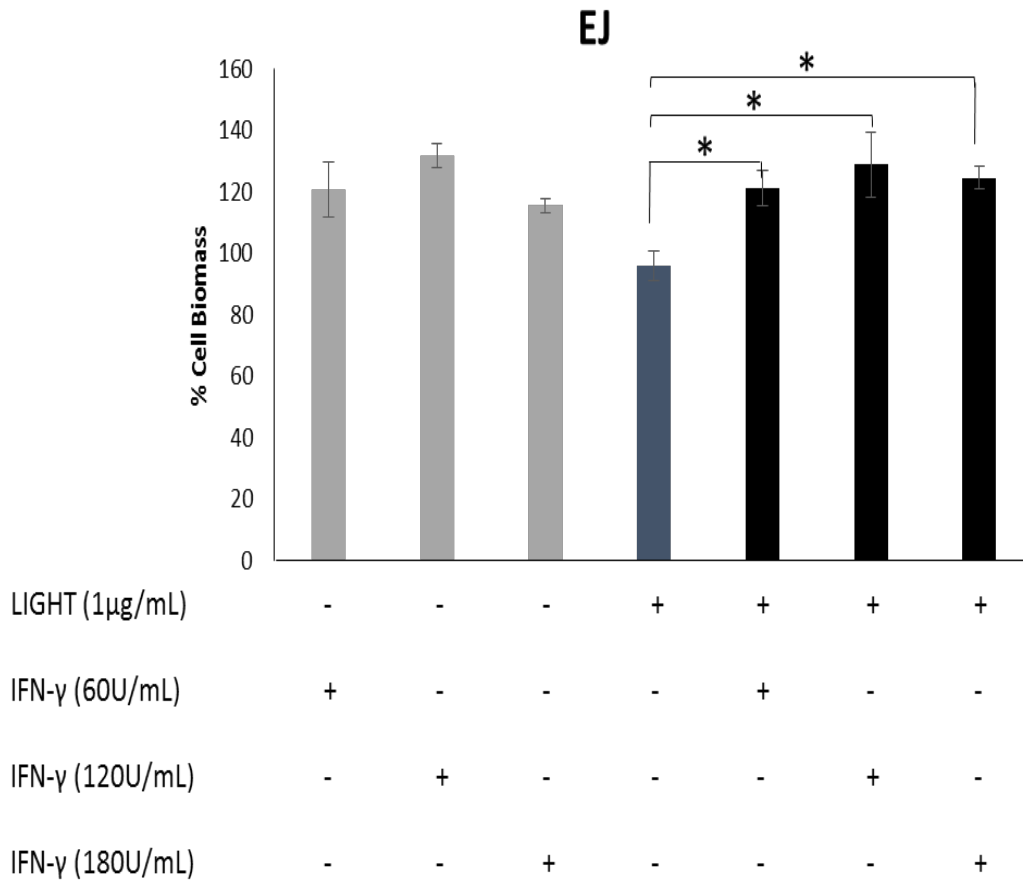 EJ
*
*
*
160
140
120
100
80
60
40
20
0
% Cell Biomass
LIGHT (1μg/mL) - - - + + + +
IFN-γ (60U/mL) + - - - + - -
IFN-γ (120U/mL) - + - - - + -
IFN-γ (180U/mL) - - + - - - +